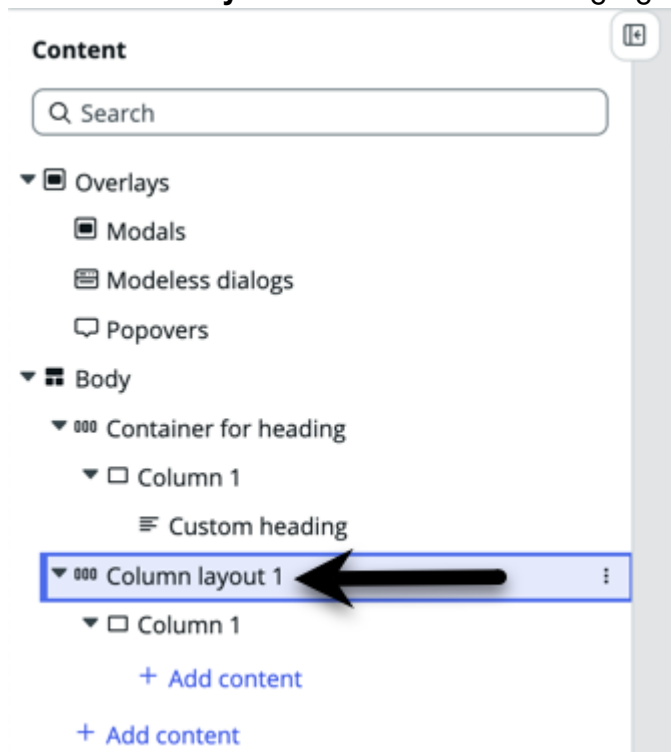 Content
Search
Overlays
Modals
Modeless dialogs
Popovers
Body
Container for heading
Column 1
Custom heading
Column layout 1
Column 1
+ Add content
+ Add content